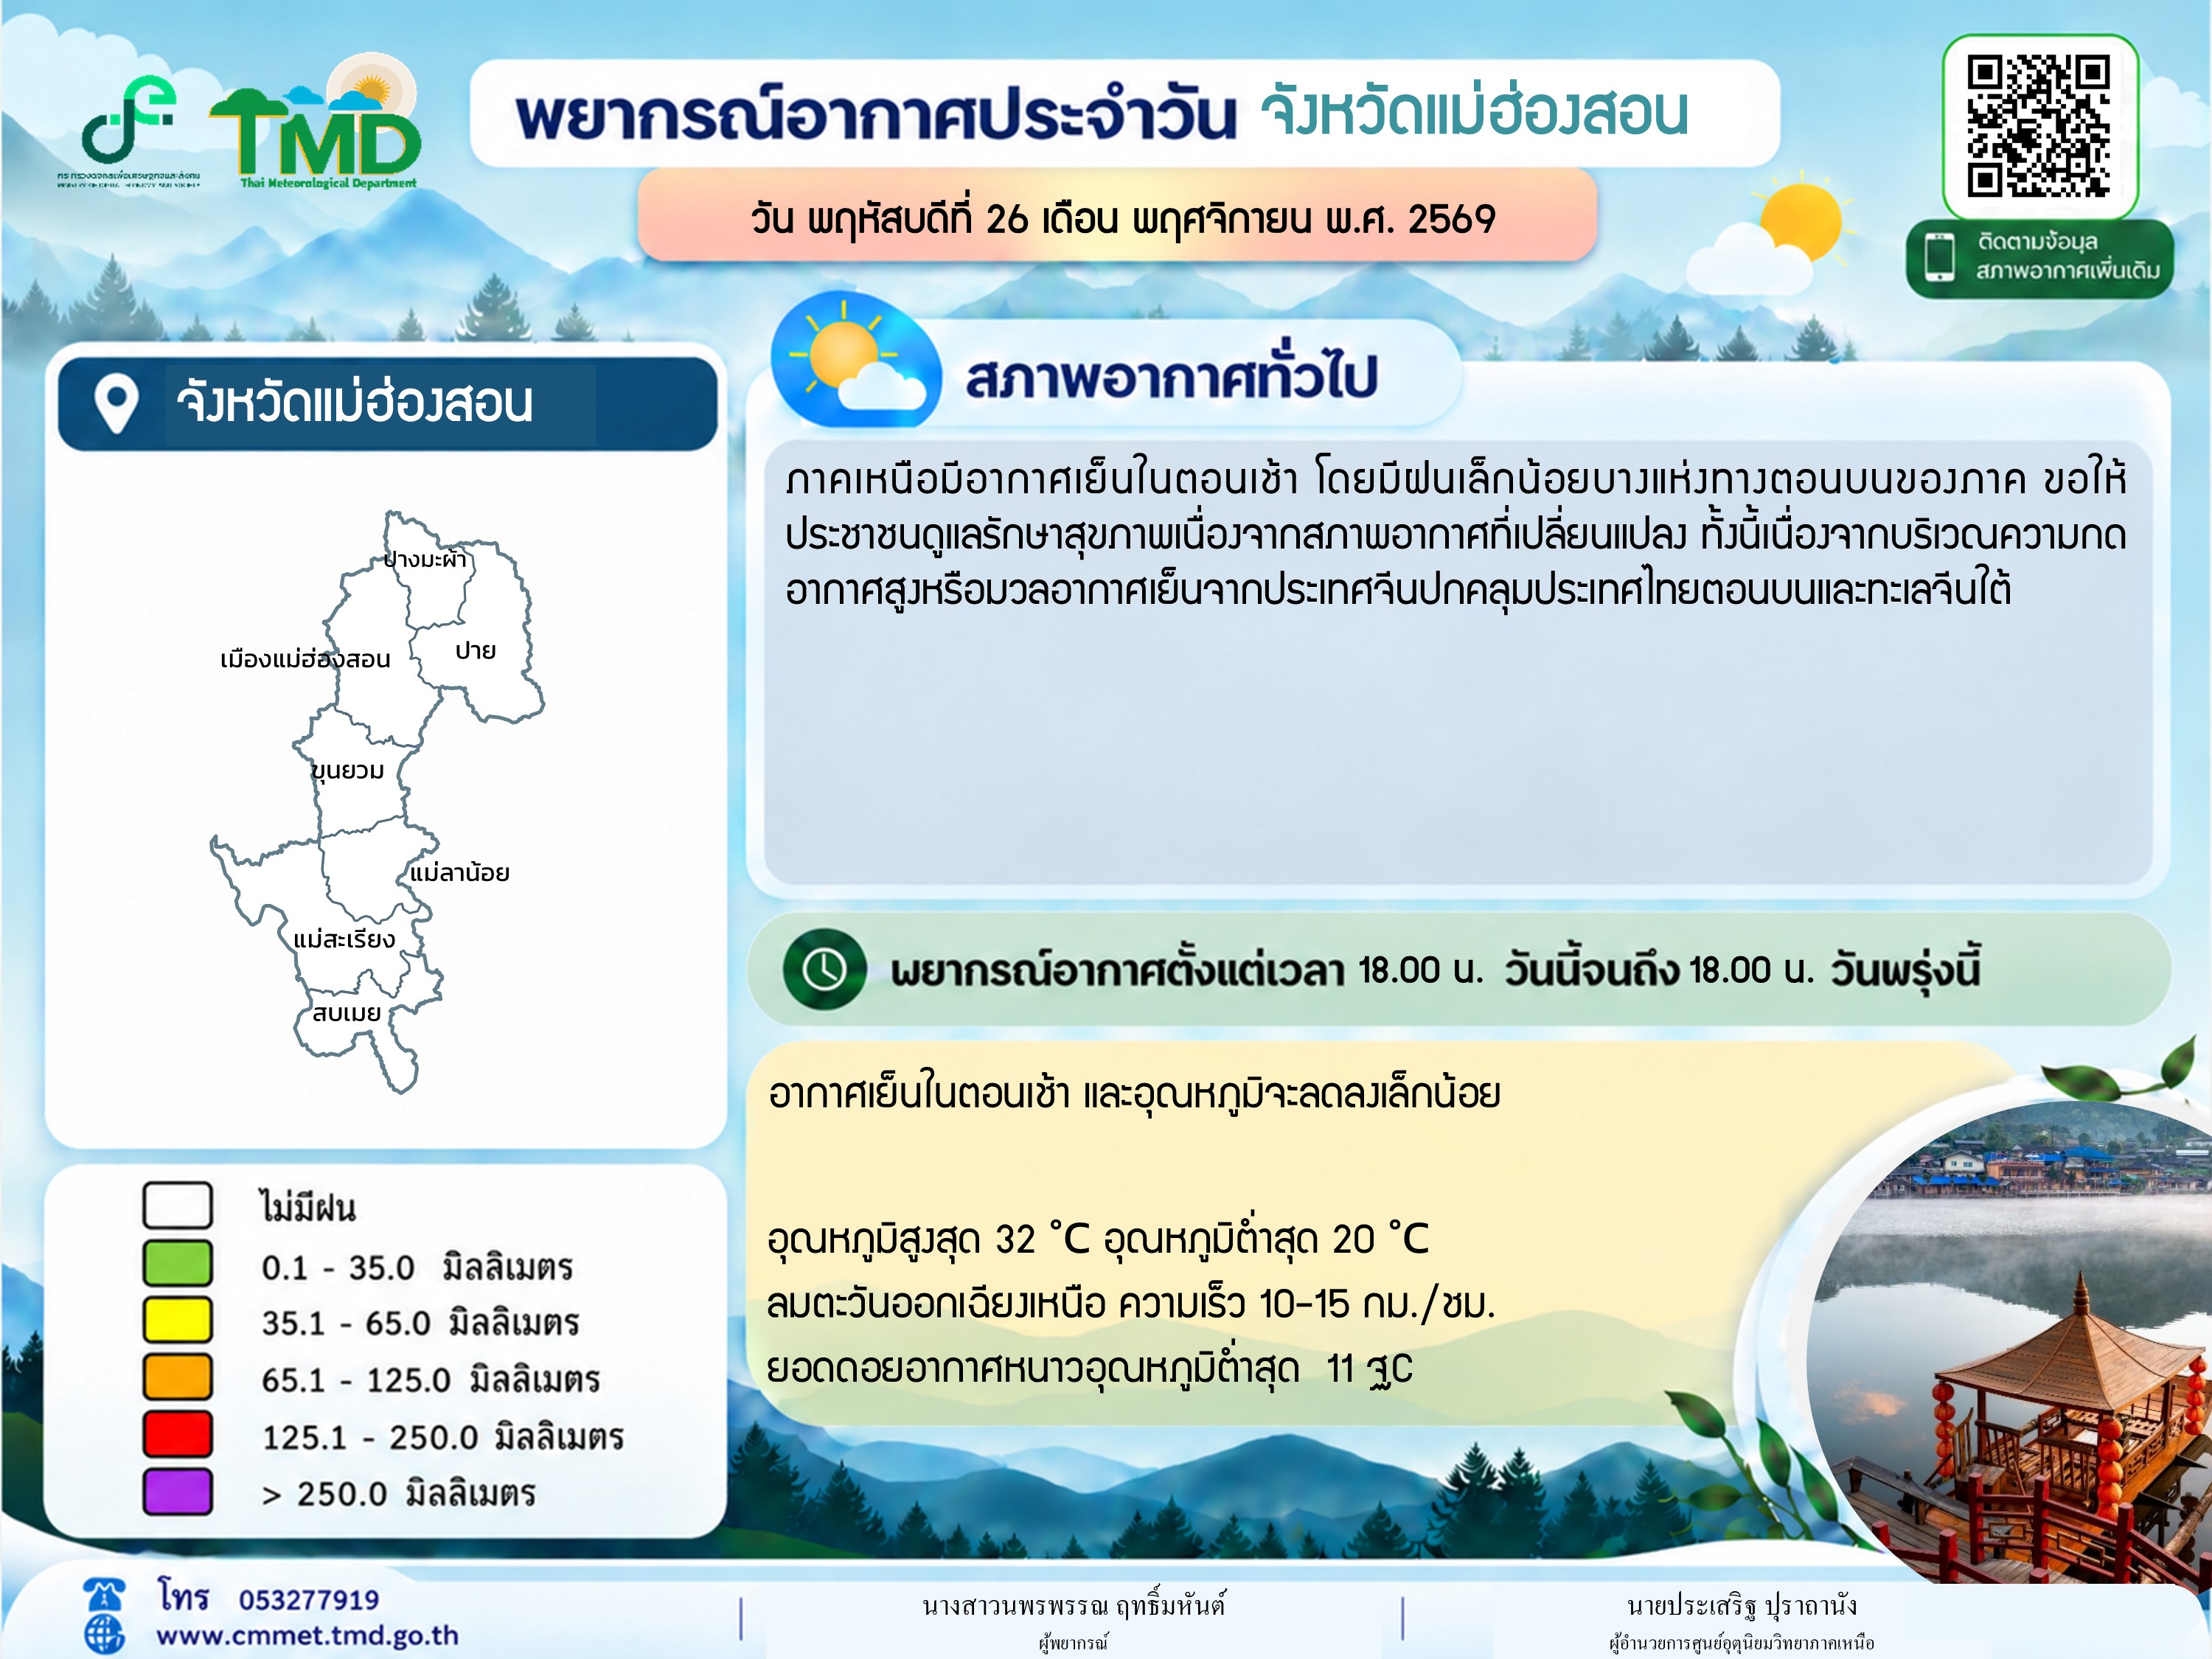 TMD
Thai Meteorological Department
พยากรณ์อากาศประจำวัน จังหวัดแม่ฮ่องสอน
วัน พฤหัสบดีที่ 26 เดือน พฤศจิกายน พ.ศ. 2569
ติดตามข้อมูล
สภาพอากาศเพิ่มเติม
จังหวัดแม่ฮ่องสอน
ปางมะผ้า
ปาย
เมืองแม่ฮ่องสอน
ขุนยวม
แม่ลาน้อย
แม่สะเรียง
สบเมย
ไม่มีฝน
0.1 - 35.0 มิลลิเมตร
35.1 - 65.0 มิลลิเมตร
65.1 - 125.0 มิลลิเมตร
125.1 - 250.0 มิลลิเมตร
> 250.0 มิลลิเมตร
สภาพอากาศทั่วไป
ภาคเหนือมีอากาศเย็นในตอนเช้า โดยมีฝนเล็กน้อยบางแห่งทางตอนบนของภาค ขอให้
ประชาชนดูแลรักษาสุขภาพเนื่องจากสภาพอากาศที่เปลี่ยนแปลง ทั้งนี้เนื่องจากบริเวณความกด
อากาศสูงหรือมวลอากาศเย็นจากประเทศจีนปกคลุมประเทศไทยตอนบนและทะเลจีนใต้
พยากรณ์อากาศตั้งแต่เวลา 18.00 น. วันนี้จนถึง 18.00 น. วันพรุ่งนี้
อากาศเย็นในตอนเช้า และอุณหภูมิจะลดลงเล็กน้อย
อุณหภูมิสูงสุด 32 °C อุณหภูมิต่ำสุด 20 °C
ลมตะวันออกเฉียงเหนือ ความเร็ว 10-15 กม./ชม.
ยอดดอยอากาศหนาวอุณหภูมิต่ำสุด 11 ฐC
โทร 053277919
www.cmmet.tmd.go.th
นางสาวนพรพรรณ ฤทธิ์มหันต์
ผู้พยากรณ์
นายประเสริฐ ปุราถานัง
ผู้อำนวยการศูนย์อุตุนิยมวิทยาภาคเหนือ